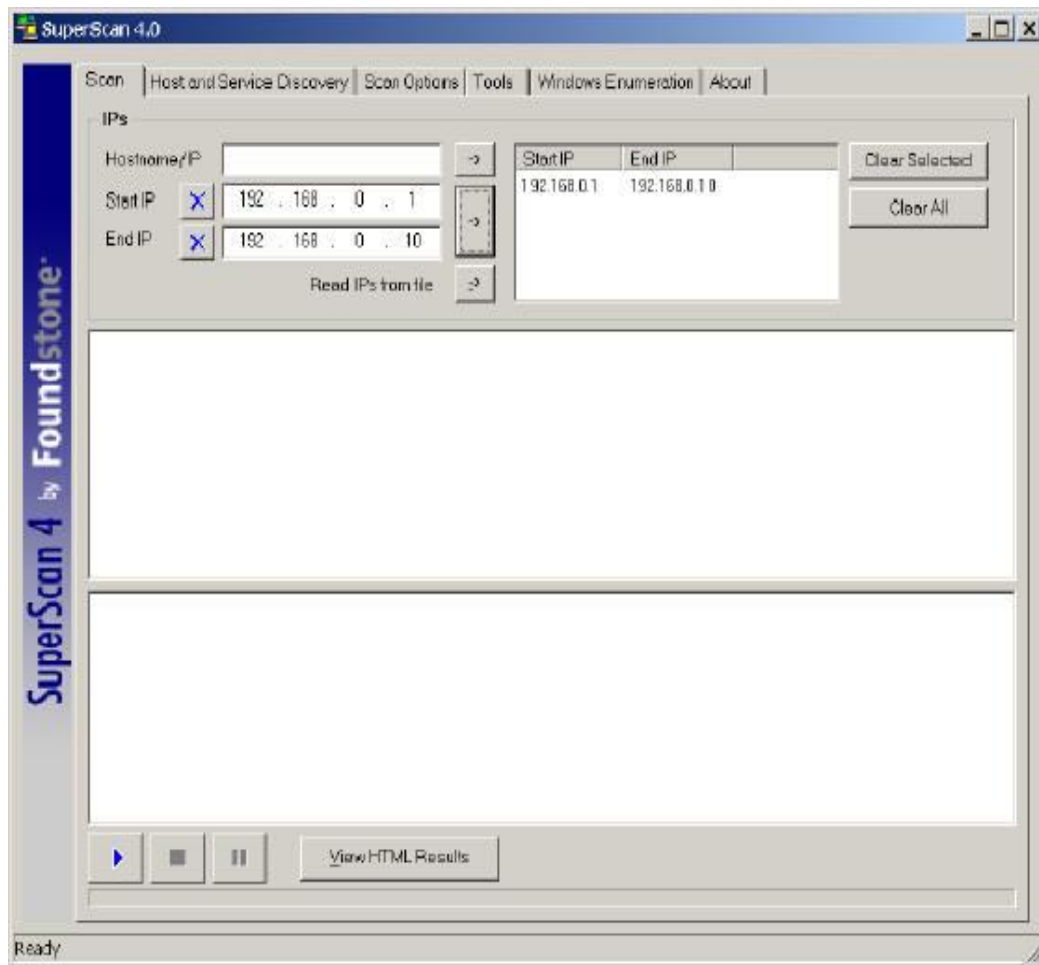 SuperScan 4.0
Scan Host and Service Discovery Scan Options Tools Windows Enumeration About
IPs
Hostname/IP -> Start IP End IP Clear Selected
Start IP X 192 . 168 . 0 . 1 -> 192.168.0.1 192.168.0.10 Clear All
End IP X 192 . 168 . 0 . 10
Read IPs from file ->
SuperScan 4 by Foundstone
View HTML Results
Ready